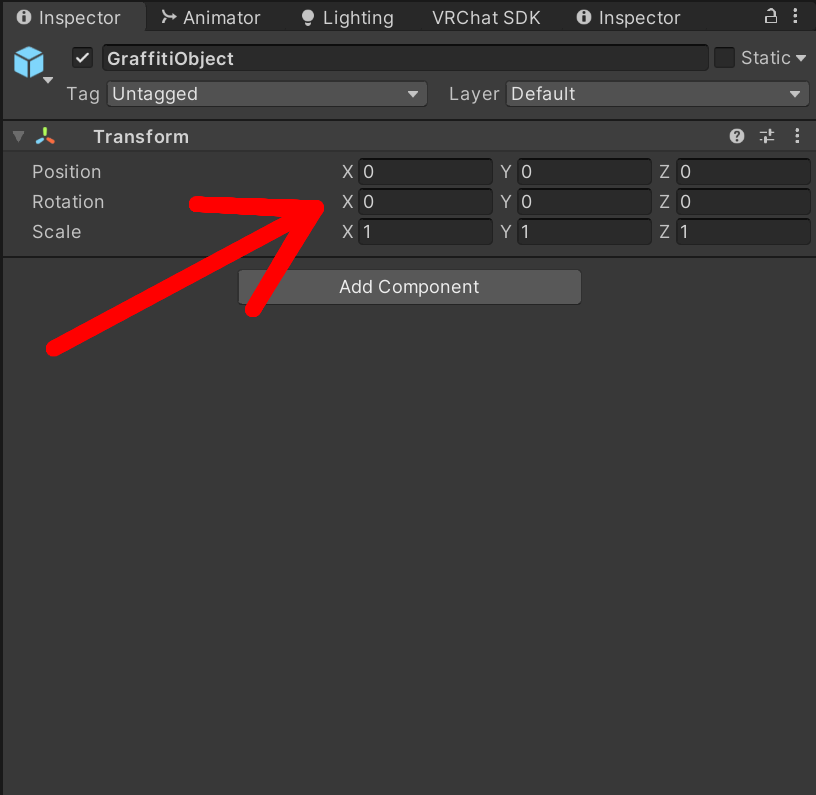 Inspector Animator Lighting VRChat SDK Inspector
GraffitiObject Static
Tag Untagged Layer Default
Transform
Position X 0 Y 0 Z 0
Rotation X 0 Y 0 Z 0
Scale X 1 Y 1 Z 1
Add Component